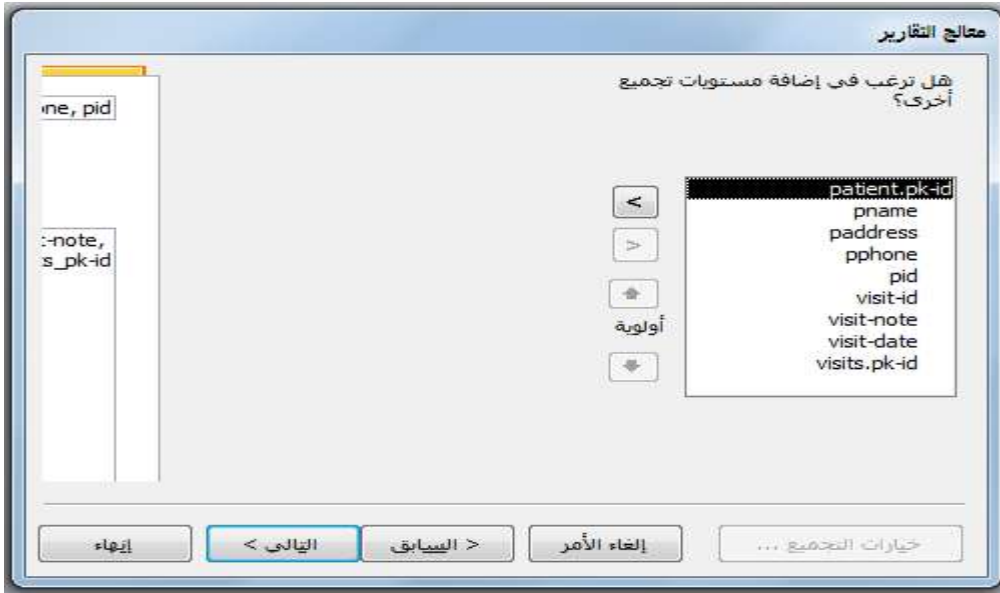 معالج التقارير
هل ترغب في إضافة مستويات تجميع
أخرى؟
patient.pk-id
pname
paddress
pphone
pid
visit-id
visit-note
visit-date
visits.pk-id
<
>
أولوية
ne, pid
t-note,
s_pk-id
خيارات التجميع ...
إلغاء الأمر
< السابق
التالي >
إنهاء